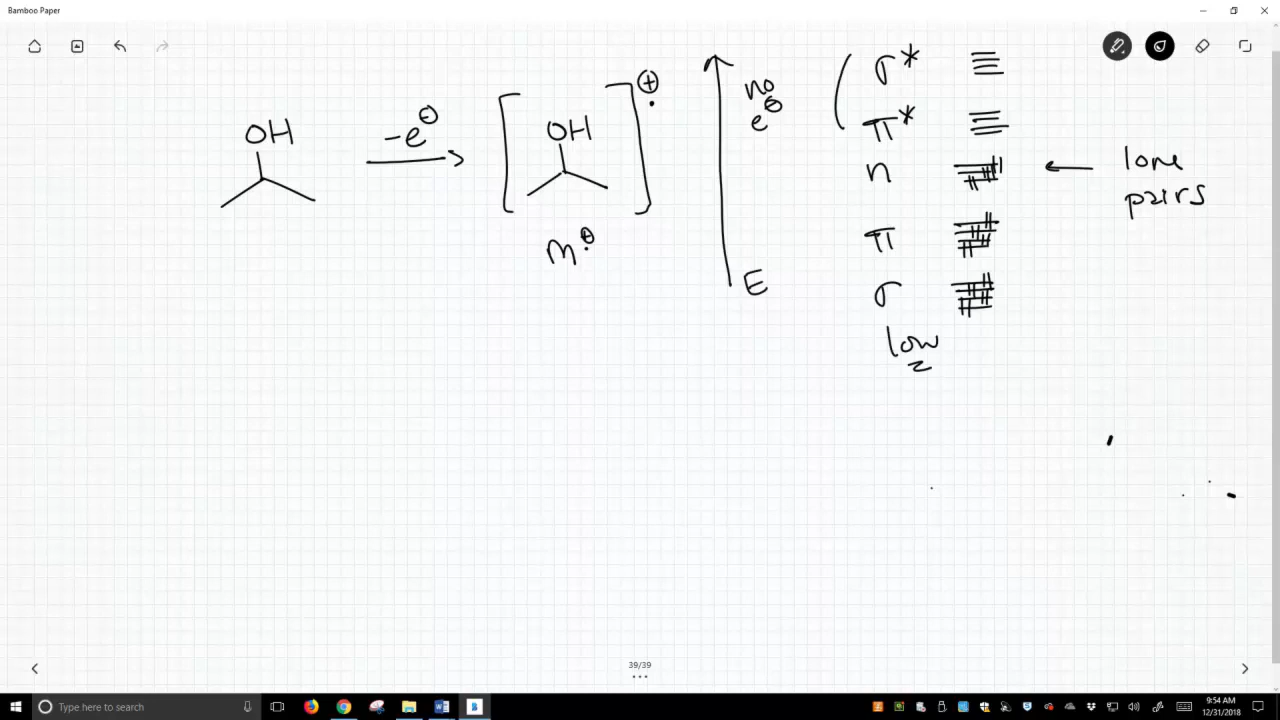 Bamboo Paper
OH
-e⊖
OH
⊕
•
M⊕•
no
e⊖
E
σ*
π*
n
π
σ
low
lone
pairs
39/39
Type here to search
9:54 AM
12/31/2018